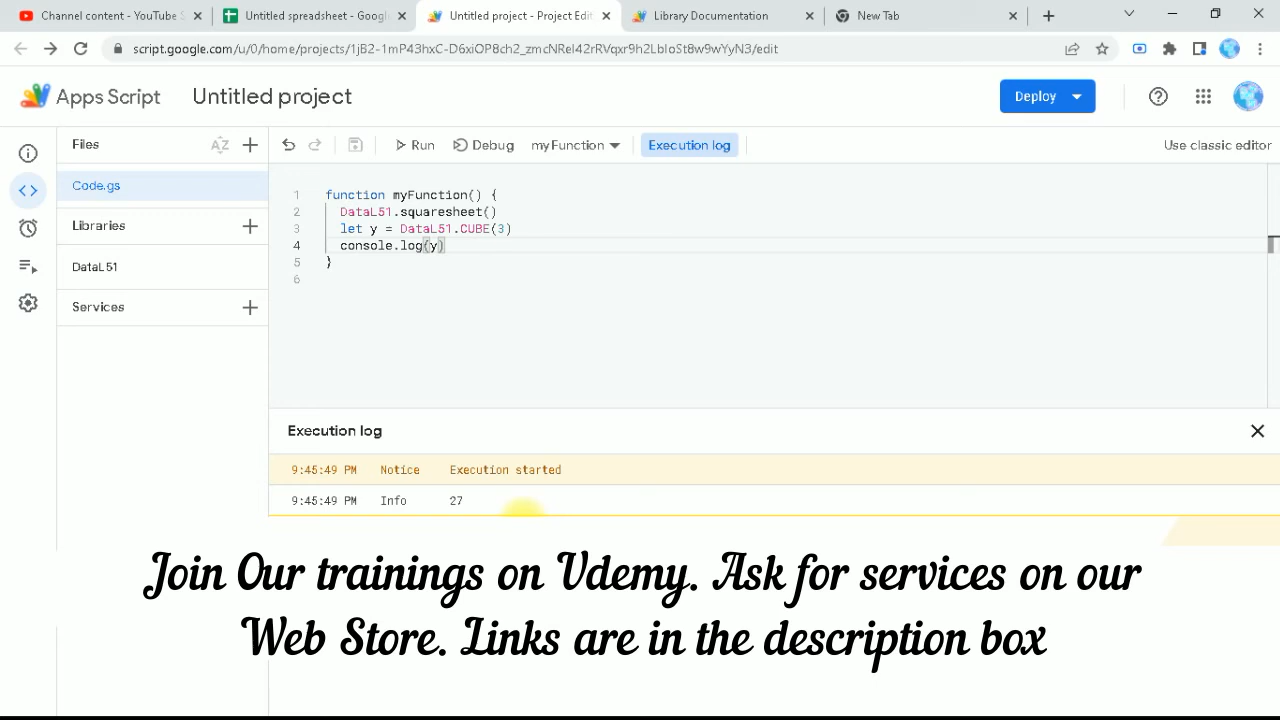 Channel content - YouTube S
Untitled spreadsheet - Googl
Untitled project - Project Edit
Library Documentation
New Tab
script.google.com/u/0/home/projects/1jB2-1mP43hxC-D6xiOP8ch2_zmcNRel42rRVqxr9h2LbloSt8w9wYyN3/edit
Apps Script
Untitled project
Deploy
Files
AZ
Run
Debug
myFunction
Execution log
Use classic editor
Code.gs
Libraries
DataL51
Services
1 function myFunction() {
2 DataL51.squaresheet()
3 let y = DataL51.CUBE(3)
4 console.log(y)
5 }
6
Execution log
9:45:49 PM Notice Execution started
9:45:49 PM Info 27
Join Our trainings on Udemy. Ask for services on our
Web Store. Links are in the description box